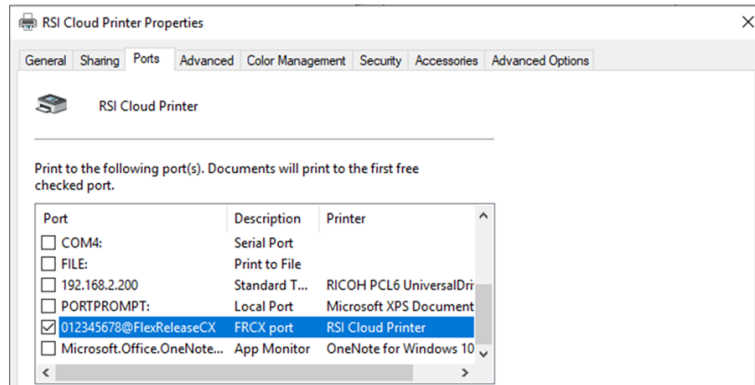 RSI Cloud Printer Properties
General Sharing Ports Advanced Color Management Security Accessories Advanced Options
RSI Cloud Printer
Print to the following port(s). Documents will print to the first free
checked port.
Port Description Printer
COM4: Serial Port
FILE: Print to File
192.168.2.200 Standard T... RICOH PCL6 UniversalDri
PORTPROMPT: Local Port Microsoft XPS Document
012345678@FlexReleaseCX FRCX port RSI Cloud Printer
Microsoft.Office.OneNote... App Monitor OneNote for Windows 10